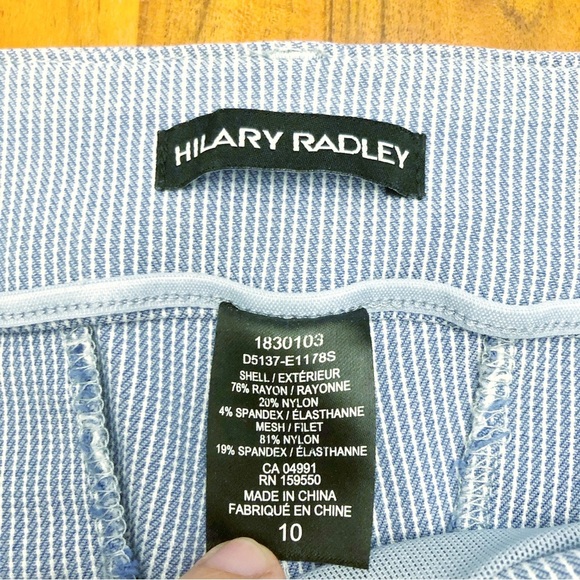 HILARY RADLEY
1830103
D5137-E1178S
SHELL / EXTÉRIEUR
76% RAYON / RAYONNE
20% NYLON
4% SPANDEX / ÉLASTHANNE
MESH / FILET
81% NYLON
19% SPANDEX / ÉLASTHANNE
CA 04991
RN 159550
MADE IN CHINA
FABRIQUÉ EN CHINE
10